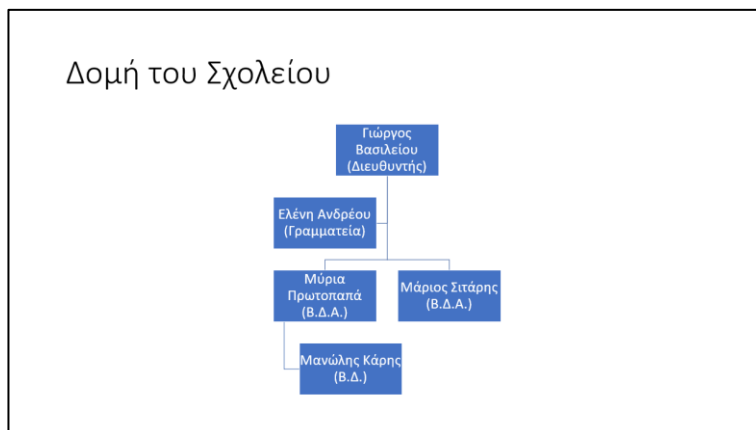 Δομή του Σχολείου
Γιώργος
Βασιλείου
(Διευθυντής)
Ελένη Ανδρέου
(Γραμματεία)
Μύρια
Πρωτοπαπά
(Β.Δ.Α.)
Μάριος Σιτάρης
(Β.Δ.Α.)
Μανώλης Κάρης
(Β.Δ.)